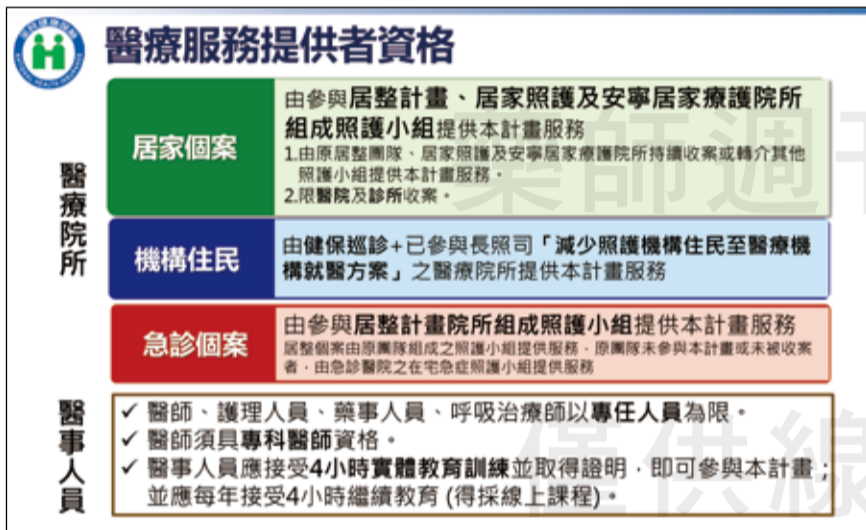 醫療服務提供者資格
醫療院所
居家個案
由參與居整計畫、居家照護及安寧居家療護院所
組成照護小組提供本計畫服務
1.由原居整團隊、居家照護及安寧居家療護院所持續收案或轉介其他
照護小組提供本計畫服務。
2.限醫院及診所收案。
機構住民
由健保巡診+已參與長照司「減少照護機構住民至醫療機
構就醫方案」之醫療院所提供本計畫服務
急診個案
由參與居整計畫院所組成照護小組提供本計畫服務
居整個案由原團隊組成之照護小組提供服務，原團隊未參與本計畫或未被收案
者，由急診醫院之在宅急症照護小組提供服務
醫事人員
✓ 醫師、護理人員、藥事人員、呼吸治療師以專任人員為限。
✓ 醫師須具專科醫師資格。
✓ 醫事人員應接受4小時實體教育訓練並取得證明，即可參與本計畫；
並應每年接受4小時繼續教育 (得採線上課程)。
藥師週刊
僅供線